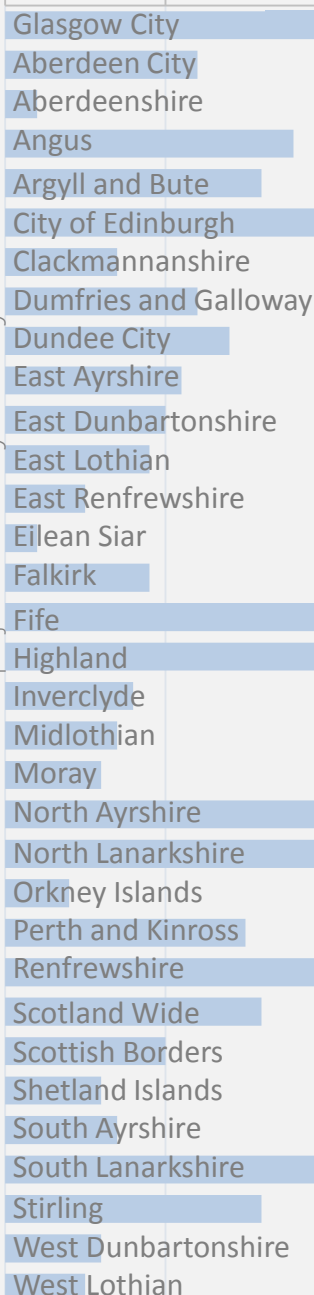 Glasgow City
Aberdeen City
Aberdeenshire
Angus
Argyll and Bute
City of Edinburgh
Clackmannanshire
Dumfries and Galloway
Dundee City
East Ayrshire
East Dunbartonshire
East Lothian
East Renfrewshire
Eilean Siar
Falkirk
Fife
Highland
Inverclyde
Midlothian
Moray
North Ayrshire
North Lanarkshire
Orkney Islands
Perth and Kinross
Renfrewshire
Scotland Wide
Scottish Borders
Shetland Islands
South Ayrshire
South Lanarkshire
Stirling
West Dunbartonshire
West Lothian